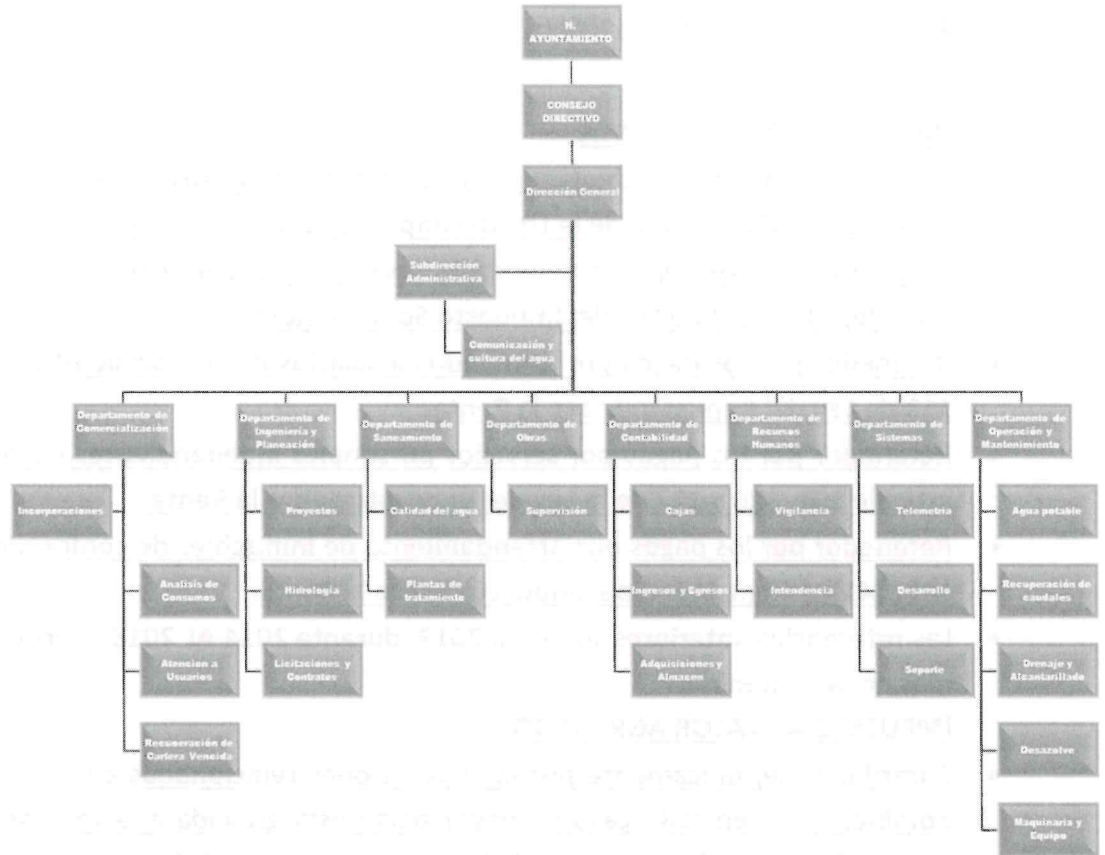 H.
AYUNTAMIENTO
CONSEJO
DIRECTIVO
Dirección General
Subdirección
Administrativa
Comunicación y
cultura del agua
Departamento de
Comercialización
Departamento de
Ingeniería y
Planeación
Departamento de
Saneamiento
Departamento de
Obras
Departamento de
Contabilidad
Departamento de
Recursos
Humanos
Departamento de
Sistemas
Departamento de
Operación y
Mantenimiento
Incorporaciones
Proyectos
Calidad del agua
Supervisión
Cajas
Vigilancia
Telemetría
Agua potable
Analisis de
Consumos
Hidrología
Plantas de
tratamiento
Ingresos y Egresos
Intendencia
Desarrollo
Recuperación de
caudales
Atencion a
Usuarios
Licitaciones y
Contratos
Adquisiciones y
Almacen
Soporte
Drenaje y
Alcantarillado
Recuperación de
Cartera Vencida
Desazolve
Maquinaria y
Equipo